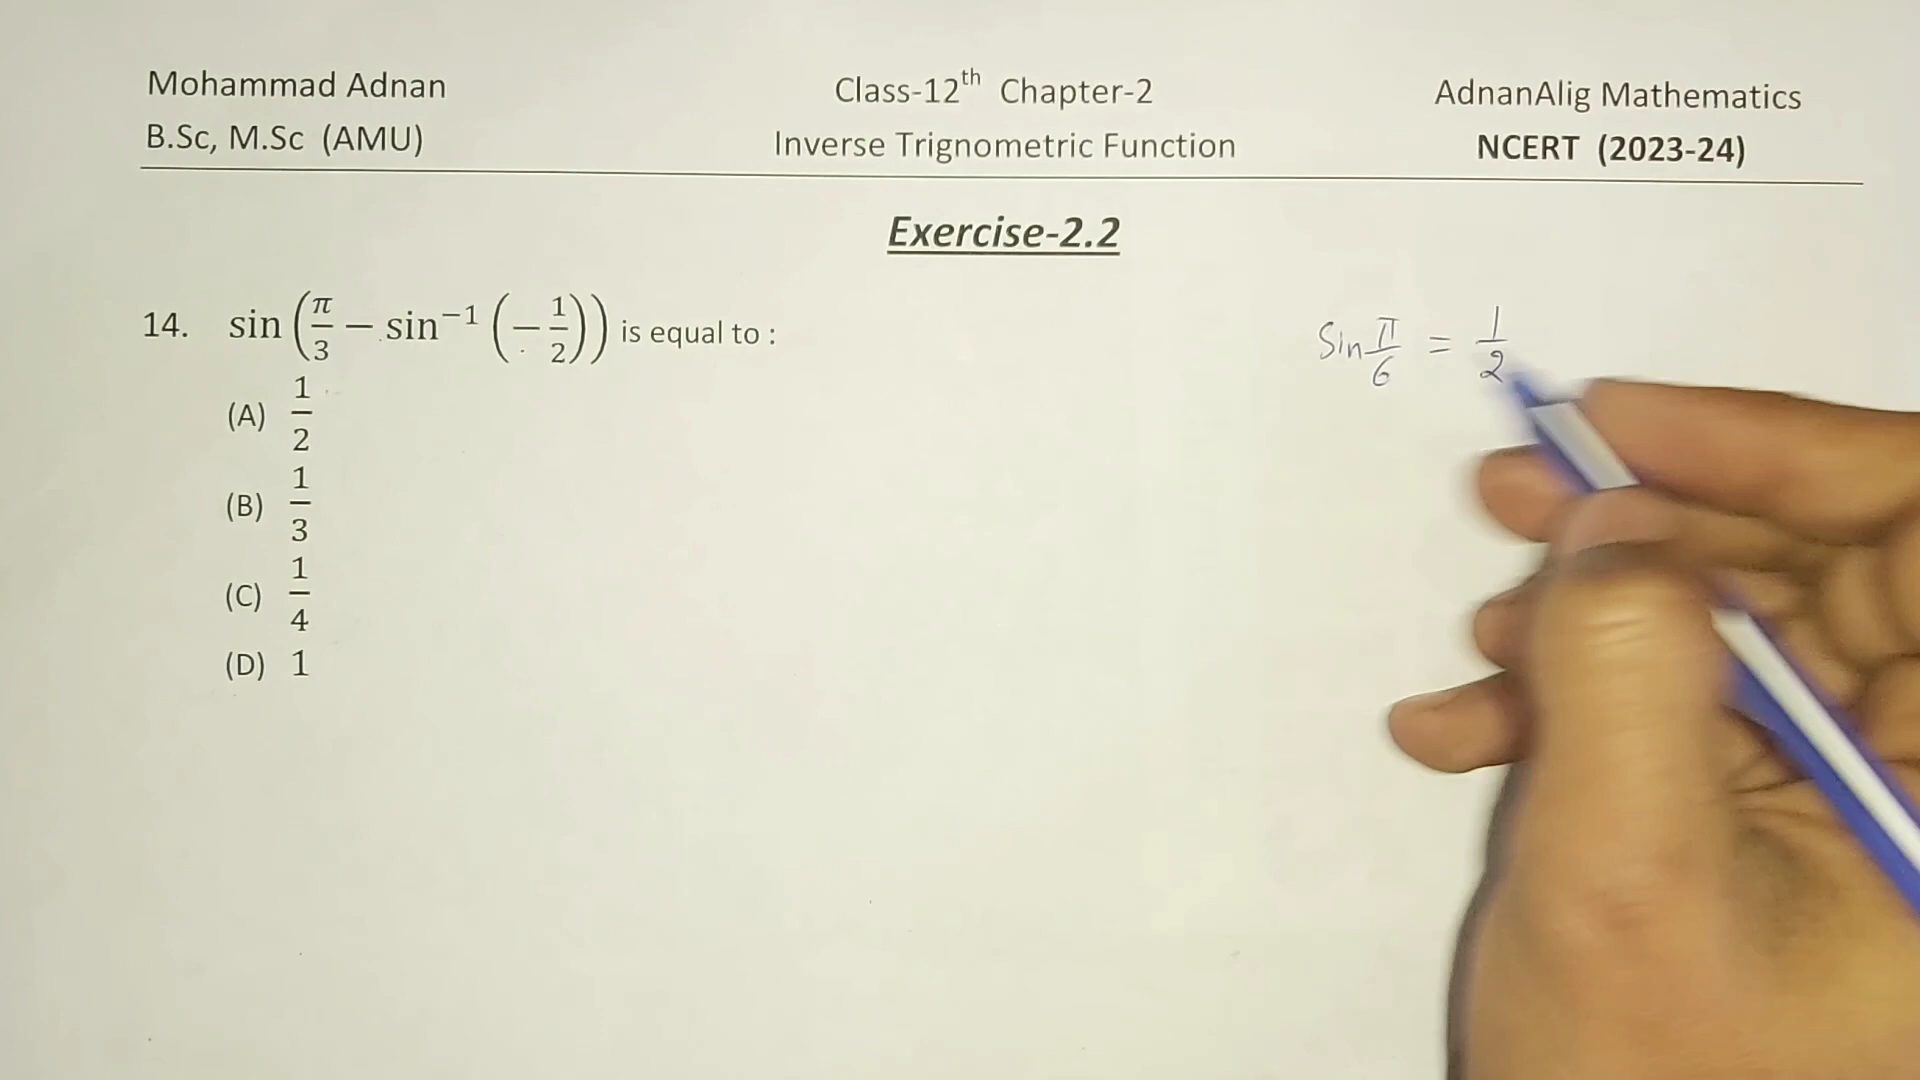 Mohammad Adnan
B.Sc, M.Sc (AMU)
Class-12th Chapter-2
Inverse Trignometric Function
AdnanAlig Mathematics
NCERT (2023-24)
Exercise-2.2
14. sin (π/3 − sin⁻¹ (−1/2)) is equal to :
(A) 1/2
(B) 1/3
(C) 1/4
(D) 1
Sin π/6 = 1/2